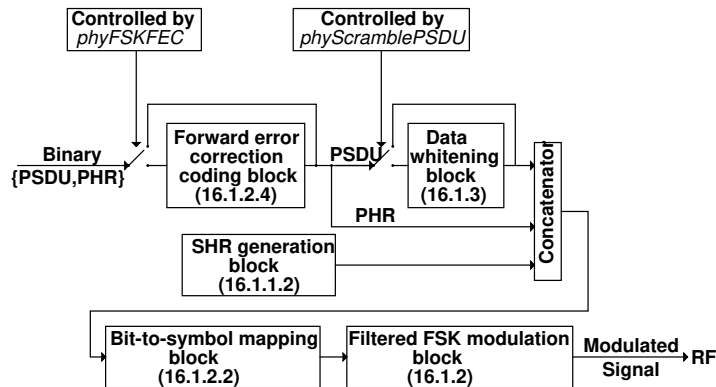 Controlled by
phyFSKFEC
Controlled by
phyScramblePSDU
Binary
{PSDU,PHR}
Forward error
correction
coding block
(16.1.2.4)
PSDU
Data
whitening
block
(16.1.3)
PHR
Concatenator
SHR generation
block
(16.1.1.2)
Bit-to-symbol mapping
block
(16.1.2.2)
Filtered FSK modulation
block
(16.1.2)
Modulated
Signal
RF